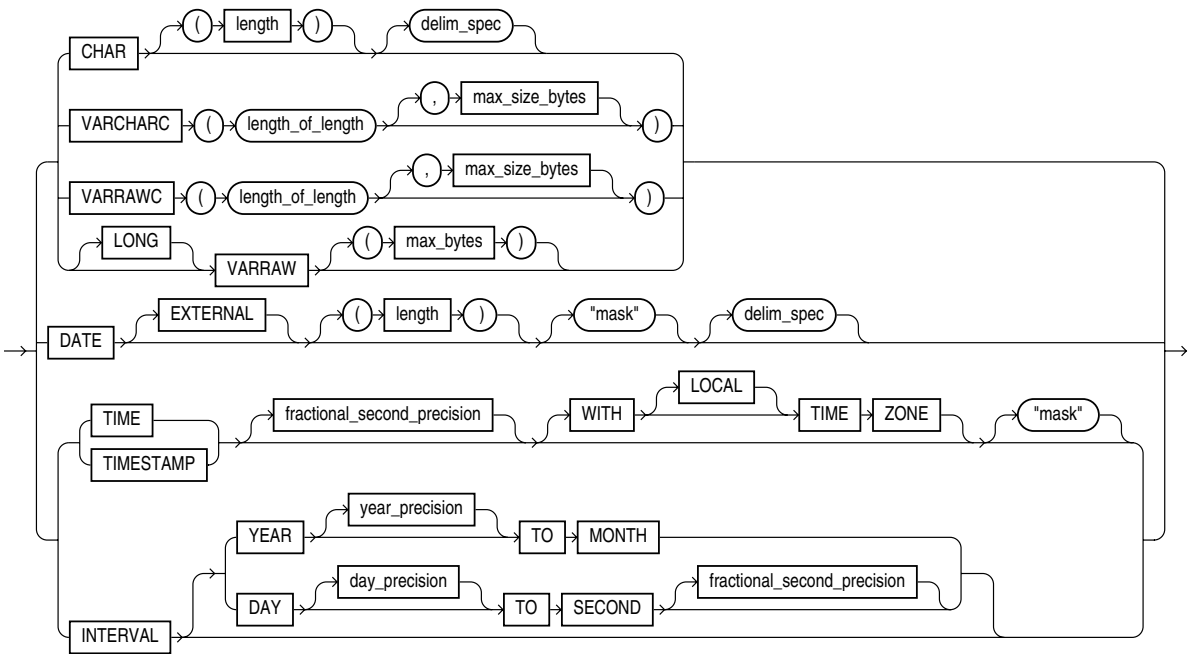 ( length ) delim_spec
CHAR
, max_size_bytes
VARCHARC ( length_of_length )
, max_size_bytes
VARRAWC ( length_of_length )
LONG ( max_bytes )
VARRAW
EXTERNAL ( length ) "mask" delim_spec
DATE
LOCAL
TIME fractional_second_precision WITH TIME ZONE "mask"
TIMESTAMP
year_precision
YEAR TO MONTH
day_precision fractional_second_precision
DAY TO SECOND
INTERVAL